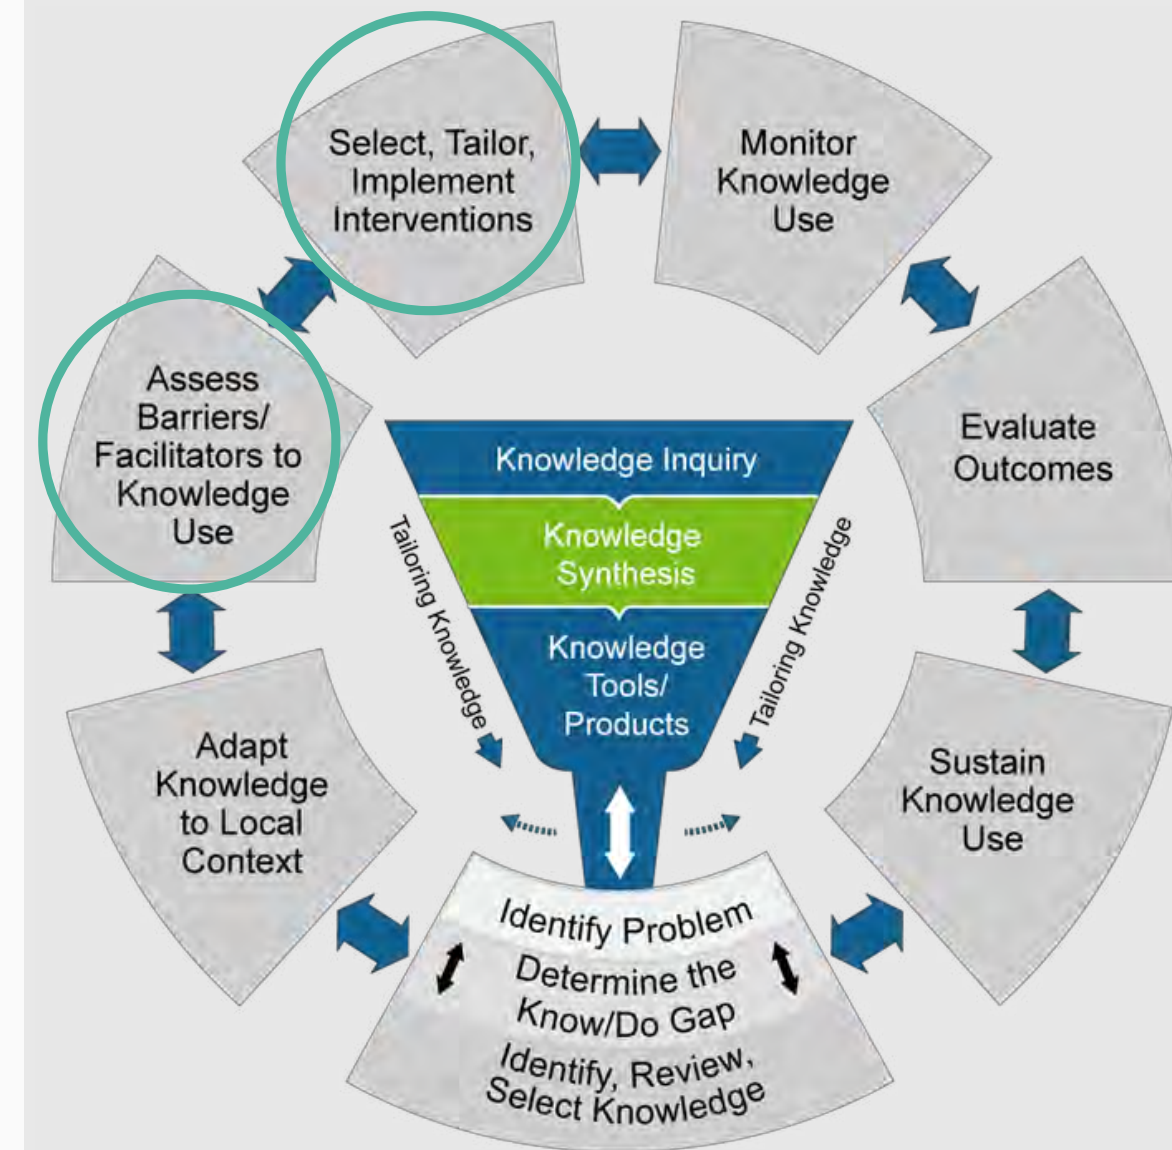 Select, Tailor,
Implement
Interventions
Monitor
Knowledge
Use
Assess
Barriers/
Facilitators to
Knowledge
Use
Evaluate
Outcomes
Knowledge Inquiry
Knowledge
Synthesis
Knowledge
Tools/
Products
Tailoring Knowledge
Tailoring Knowledge
Adapt
Knowledge
to Local
Context
Sustain
Knowledge
Use
Identify Problem
Determine the
Know/Do Gap
Identify, Review,
Select Knowledge